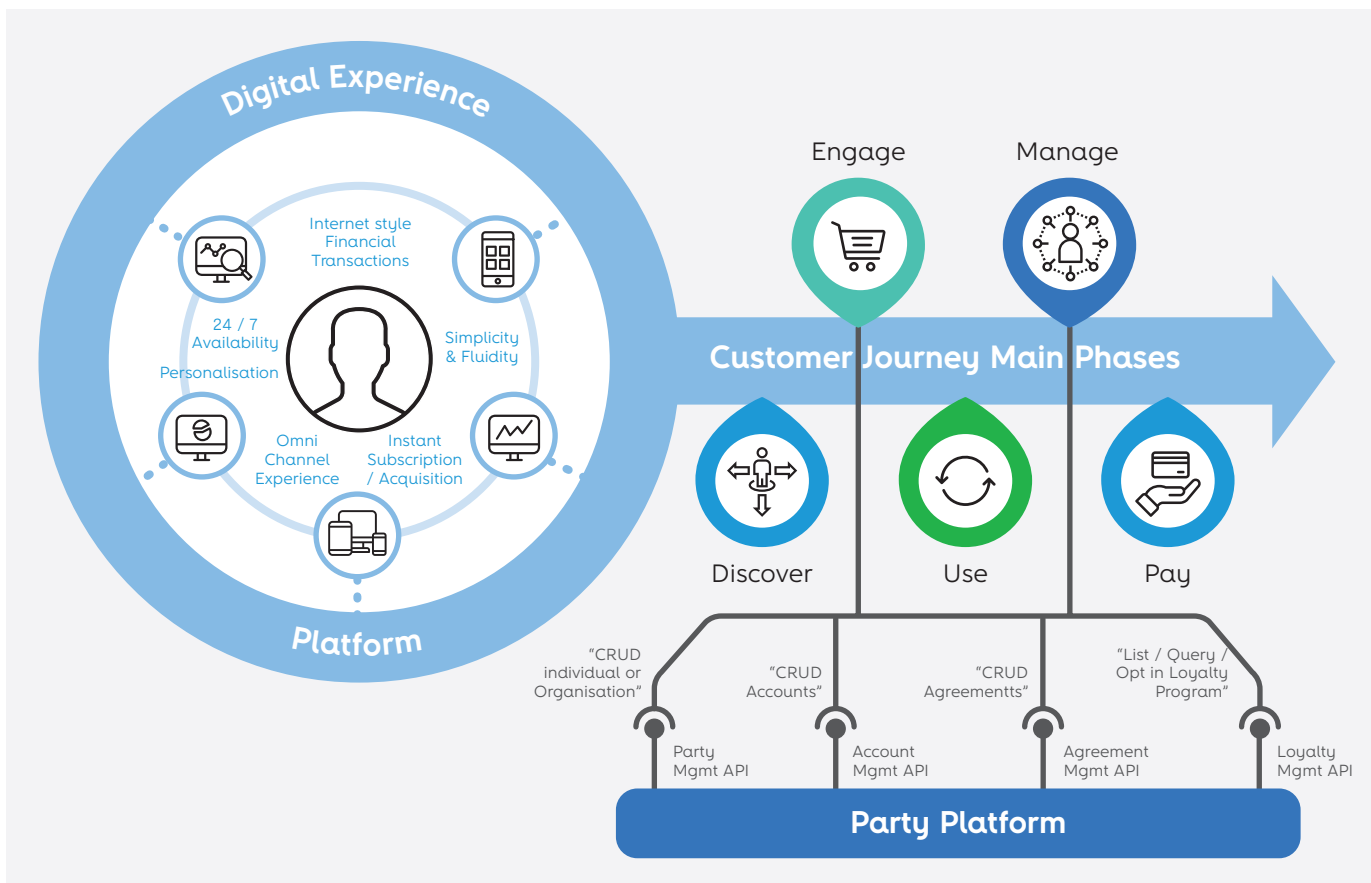 Digital Experience
Internet style
Financial
Transactions
24 / 7
Availability
Simplicity
& Fluidity
Personalisation
Omni
Channel
Experience
Instant
Subscription
/ Acquisition
Platform
Engage
Manage
Customer Journey Main Phases
Discover
Use
Pay
“CRUD
individual or
Organisation”
“CRUD
Accounts”
“CRUD
Agreementts”
“List / Query /
Opt in Loyalty
Program”
Party
Mgmt API
Account
Mgmt API
Agreement
Mgmt API
Loyalty
Mgmt API
Party Platform